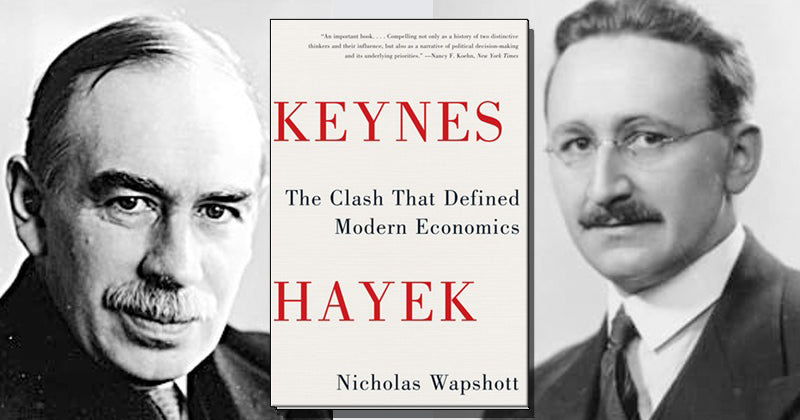 "An important book. . . . Compelling not only as a history of two distinctive
thinkers and their influence, but also as a narrative of political decision-making
and its underlying priorities." —Nancy F. Koehn, New York Times
KEYNES
The Clash That Defined
Modern Economics
HAYEK
Nicholas Wapshott